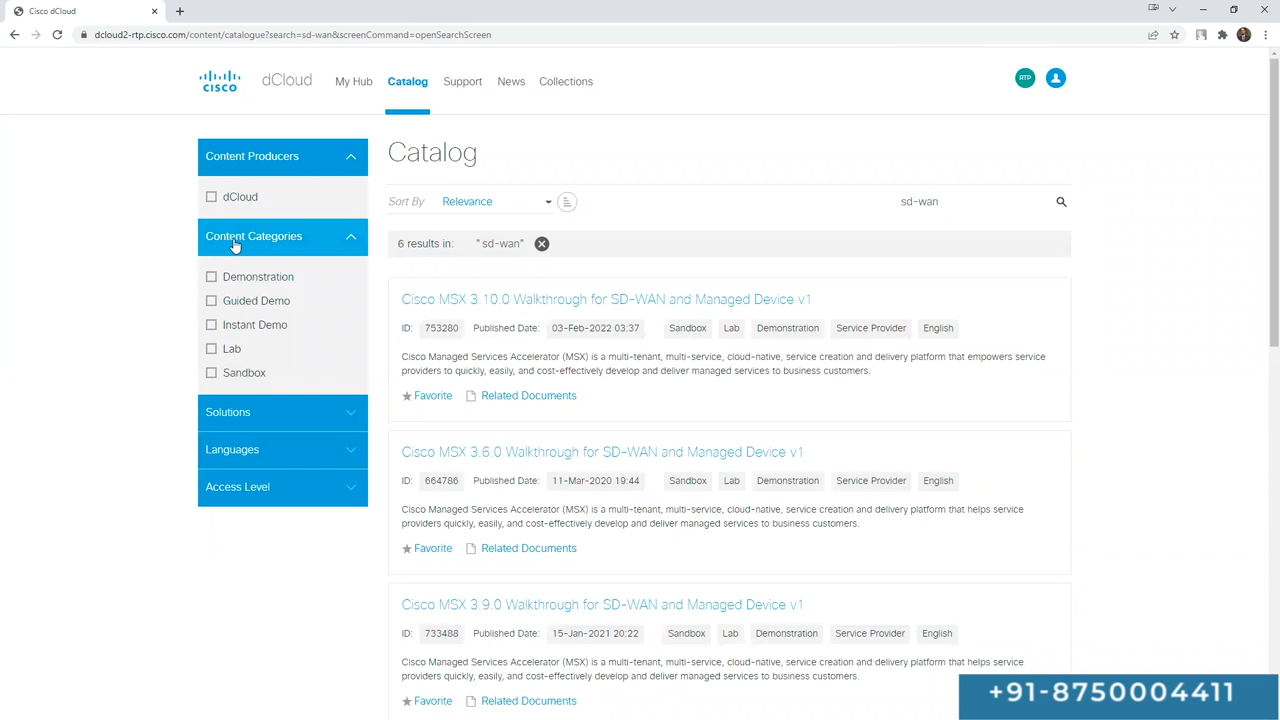 Cisco dCloud
dcloud2-rtp.cisco.com/content/catalogue?search=sd-wan&screenCommand=openSearchScreen
CISCO
dCloud
My Hub
Catalog
Support
News
Collections
RTP
Content Producers
dCloud
Content Categories
Demonstration
Guided Demo
Instant Demo
Lab
Sandbox
Solutions
Languages
Access Level
Catalog
Sort By Relevance
sd-wan
6 results in: "sd-wan"
Cisco MSX 3.10.0 Walkthrough for SD-WAN and Managed Device v1
ID: 753280 Published Date: 03-Feb-2022 03:37 Sandbox Lab Demonstration Service Provider English
Cisco Managed Services Accelerator (MSX) is a multi-tenant, multi-service, cloud-native, service creation and delivery platform that empowers service
providers to quickly, easily, and cost-effectively develop and deliver managed services to business customers.
Favorite Related Documents
Cisco MSX 3.6.0 Walkthrough for SD-WAN and Managed Device v1
ID: 664786 Published Date: 11-Mar-2020 19:44 Sandbox Lab Demonstration Service Provider English
Cisco Managed Services Accelerator (MSX) is a multi-tenant, multi-service, cloud-native, service creation and delivery platform that helps service
providers quickly, easily, and cost-effectively develop and deliver managed services to business customers.
Favorite Related Documents
Cisco MSX 3.9.0 Walkthrough for SD-WAN and Managed Device v1
ID: 733488 Published Date: 15-Jan-2021 20:22 Sandbox Lab Demonstration Service Provider English
Cisco Managed Services Accelerator (MSX) is a multi-tenant, multi-service, cloud-native, service creation and delivery platform that helps service
providers quickly, easily, and cost-effectively develop and deliver managed services to business customers.
Favorite Related Documents
+91-8750004411